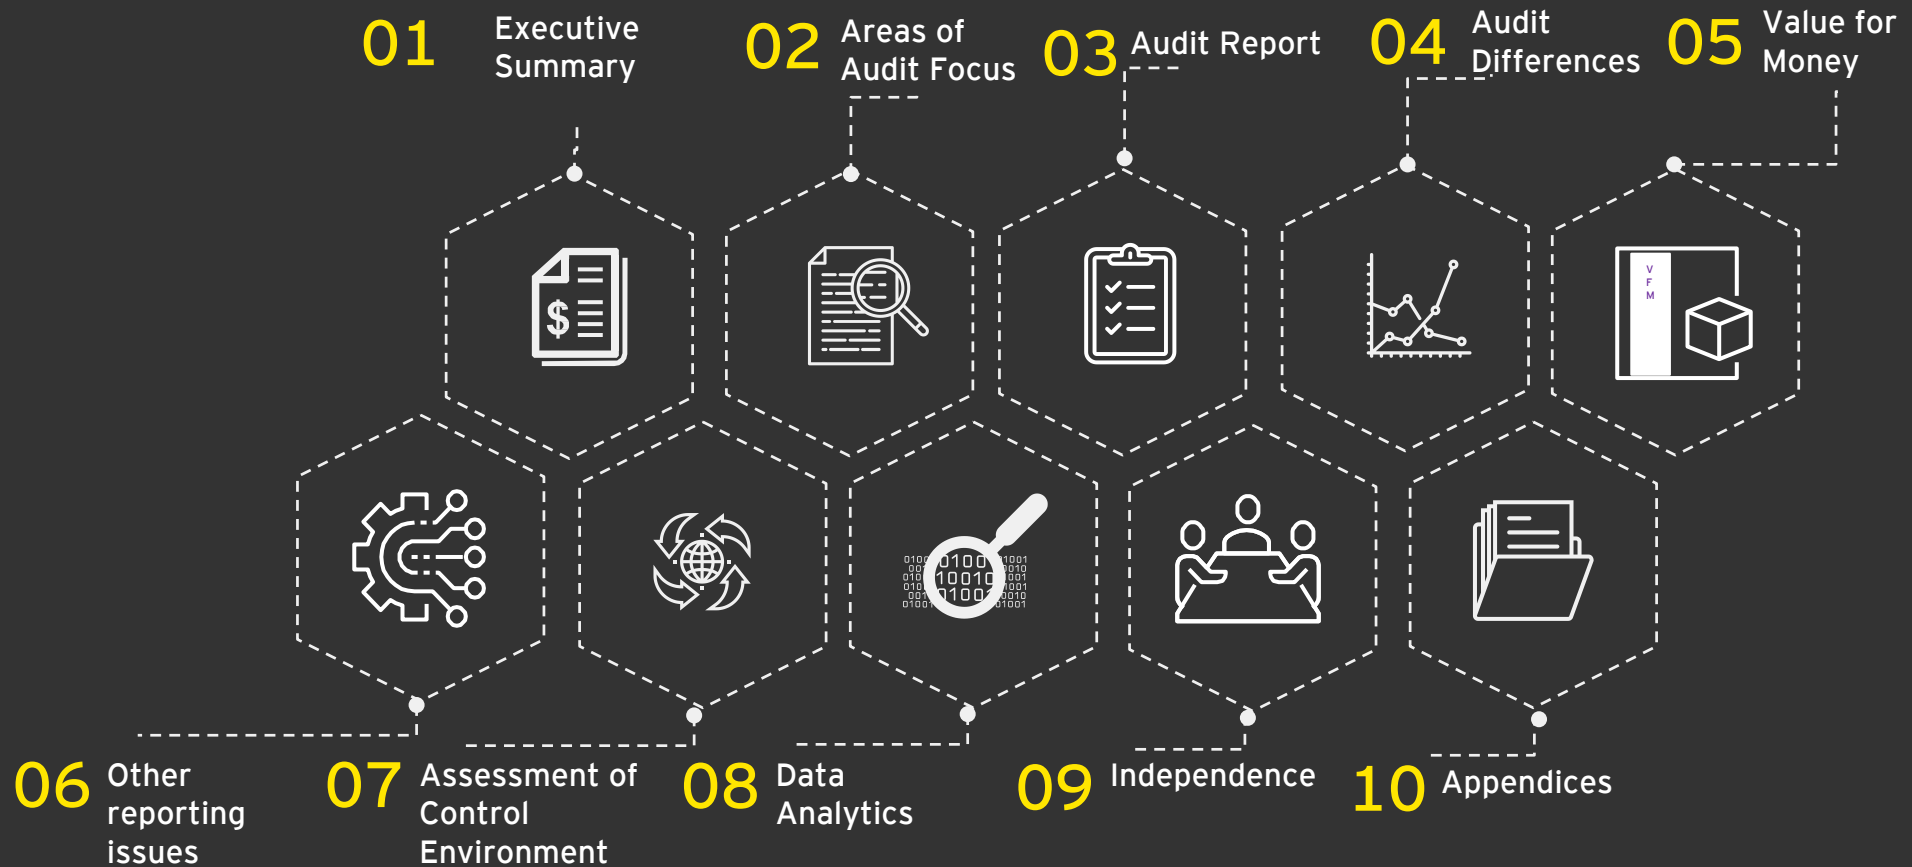 01
Executive
Summary
02
Areas of
Audit Focus
03
Audit Report
04
Audit
Differences
05
Value for
Money
$
V
F
M
06
Other
reporting
issues
07
Assessment of
Control
Environment
08
Data
Analytics
09
Independence
10
Appendices